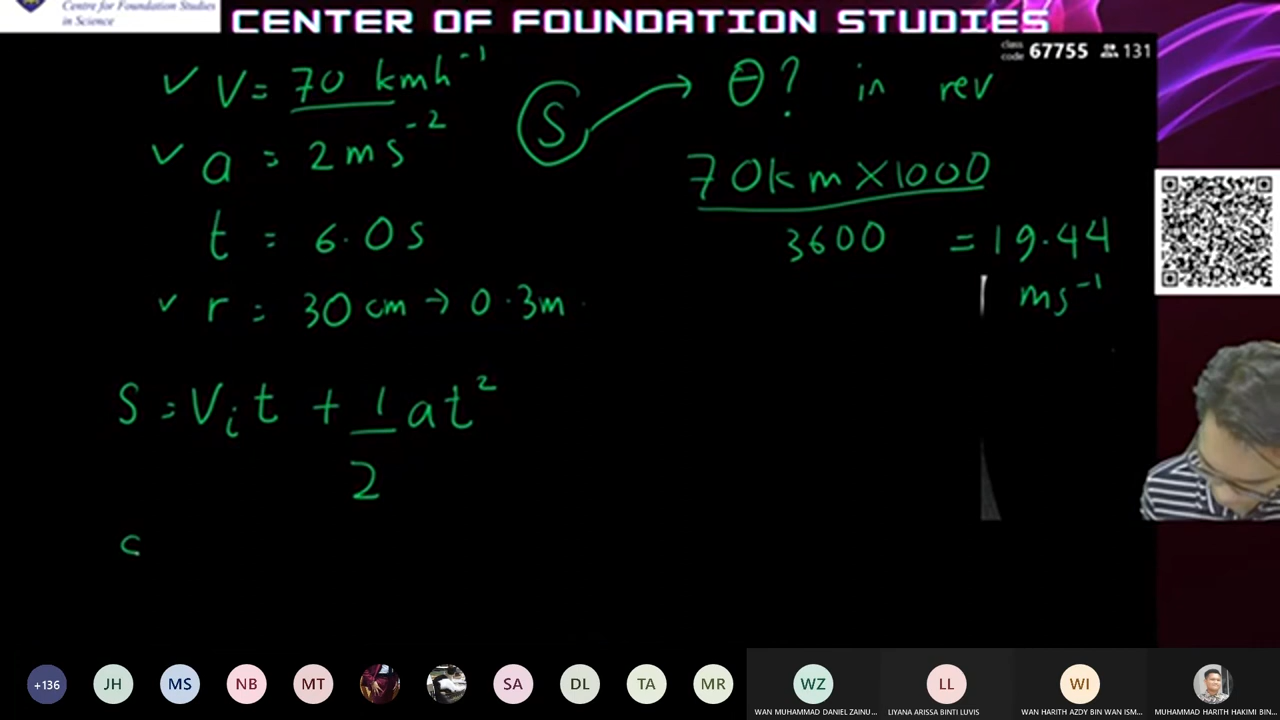 Centre for Foundation Studies
in Science
CENTER OF FOUNDATION STUDIES
class code 67755 131
✓ V = 70 kmh⁻¹
S → θ? in rev
✓ a = 2 ms⁻²
70km × 1000
t = 6.0 s
3600 = 19.44
ms⁻¹
✓ r = 30 cm → 0.3m
S = Vᵢt + 1 at²
2
+136
JH
MS
NB
MT
SA
DL
TA
MR
WZ
LL
WI
WAN MUHAMMAD DANIEL ZAINU...
LIYANA ARISSA BINTI LUVIS
WAN HARITH AZDY BIN WAN ISM...
MUHAMMAD HARITH HAKIMI BIN...